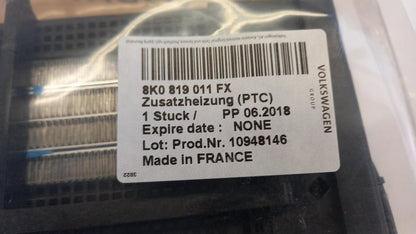 8K0 819 011 FX
Zusatzheizung (PTC)
1 Stuck / PP 06.2018
Expire date : NONE
Lot: Prod.Nr. 10948146
Made in FRANCE
3822
VOLKSWAGEN
GROUP